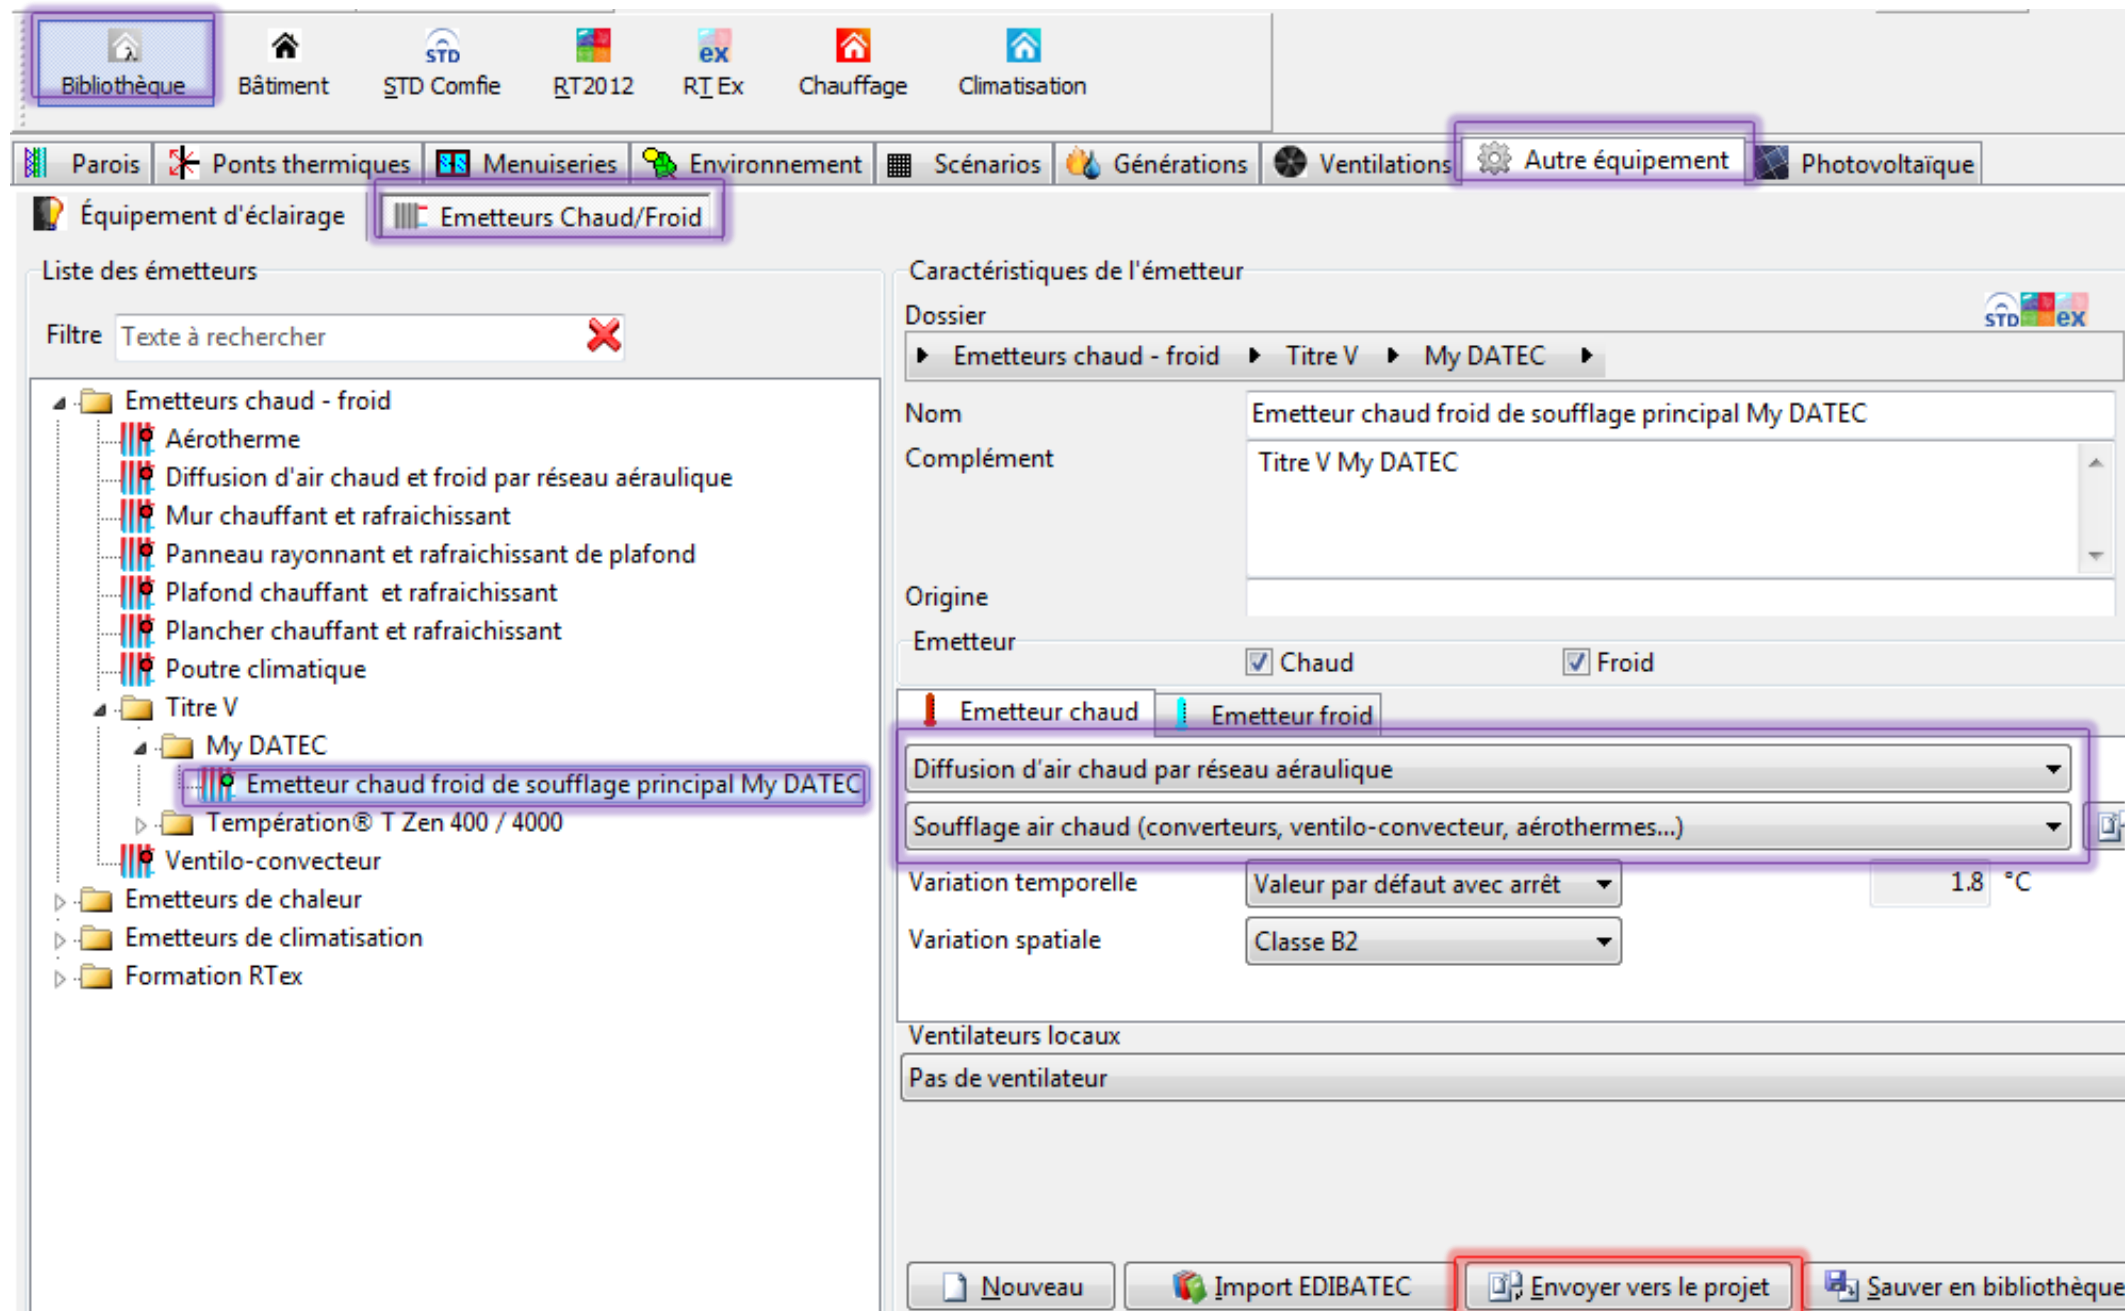 STD
ex
Bibliothèque Bâtiment STD Comfie RT2012 RT Ex Chauffage Climatisation
Parois Ponts thermiques Menuiseries Environnement Scénarios Générations Ventilations Autre équipement Photovoltaïque
Équipement d'éclairage Emetteurs Chaud/Froid
Liste des émetteurs
Filtre Texte à rechercher
Emetteurs chaud - froid
Aérotherme
Diffusion d'air chaud et froid par réseau aéraulique
Mur chauffant et rafraichissant
Panneau rayonnant et rafraichissant de plafond
Plafond chauffant et rafraichissant
Plancher chauffant et rafraichissant
Poutre climatique
Titre V
My DATEC
Emetteur chaud froid de soufflage principal My DATEC
Températion® T Zen 400 / 4000
Ventilo-convecteur
Emetteurs de chaleur
Emetteurs de climatisation
Formation RTex
Caractéristiques de l'émetteur
Dossier
STD ex
Emetteurs chaud - froid Titre V My DATEC
Nom Emetteur chaud froid de soufflage principal My DATEC
Complément Titre V My DATEC
Origine
Emetteur
Chaud Froid
Emetteur chaud Emetteur froid
Diffusion d'air chaud par réseau aéraulique
Soufflage air chaud (converteurs, ventilo-convecteur, aérothermes...)
Variation temporelle Valeur par défaut avec arrêt 1.8 °C
Variation spatiale Classe B2
Ventilateurs locaux
Pas de ventilateur
Nouveau Import EDIBATEC Envoyer vers le projet Sauver en bibliothèque